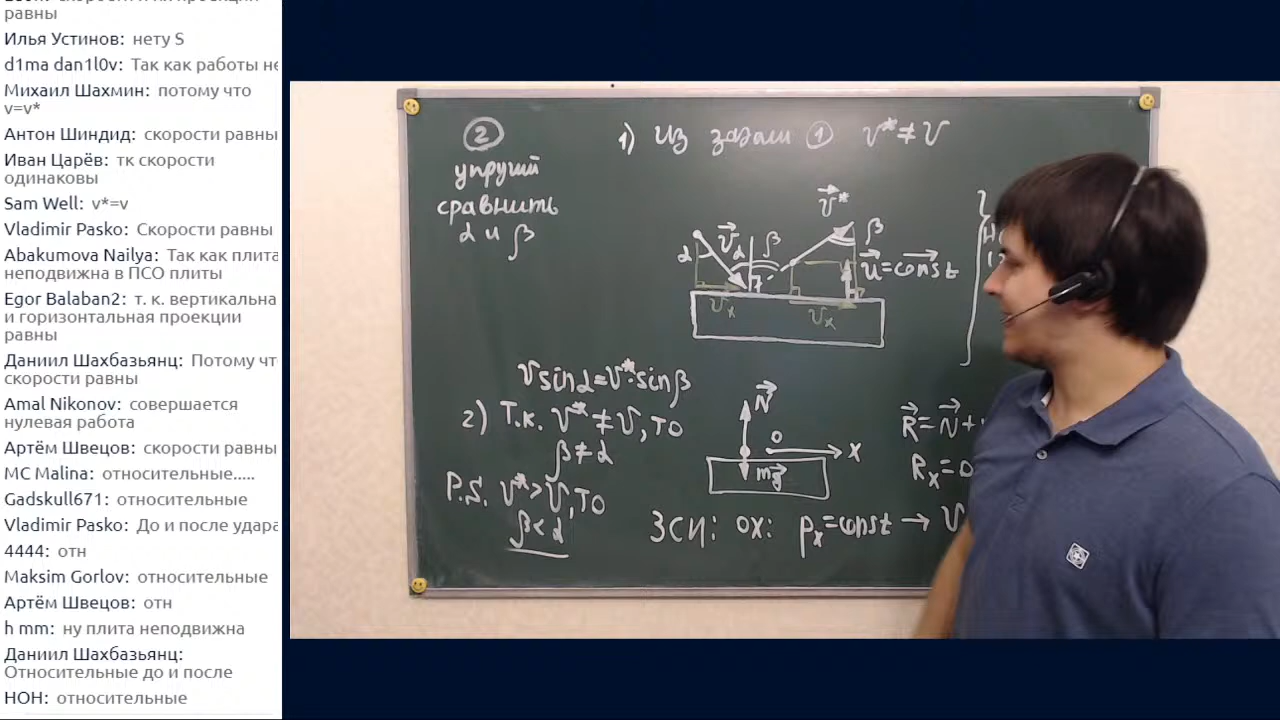 равны
Илья Устинов: нету S
d1ma dan1l0v: Так как работы не
Михаил Шахмин: потому что
v=v*
Антон Шиндид: скорости равны
Иван Царёв: тк скорости
одинаковы
Sam Well: v*=v
Vladimir Pasko: Скорости равны
Abakumova Nailya: Так как плита
неподвижна в ПСО плиты
Egor Balaban2: т. к. вертикальна
и горизонтальная проекции
равны
Даниил Шахбазьянц: Потому чт
скорости равны
Amal Nikonov: совершается
нулевая работа
Артём Швецов: скорости равны
MC Malina: относительные.....
Gadskull671: относительные
Vladimir Pasko: До и после удара
4444: отн
Maksim Gorlov: относительные
Артём Швецов: отн
h mm: ну плита неподвижна
Даниил Шахбазьянц:
Относительные до и после
НОН: относительные
2
упругий
сравнить
α и β
1) Из задачи 1 v* ≠ v
v*
α v α β β
u = const
vx vx
v sinα = v* · sinβ
2) Т.к. v* ≠ v, то
β ≠ α
P.S. v* > v, то
β < α
N
0 x
mg
R = N +
Rx = 0
ЗСИ: ox: px = const → v